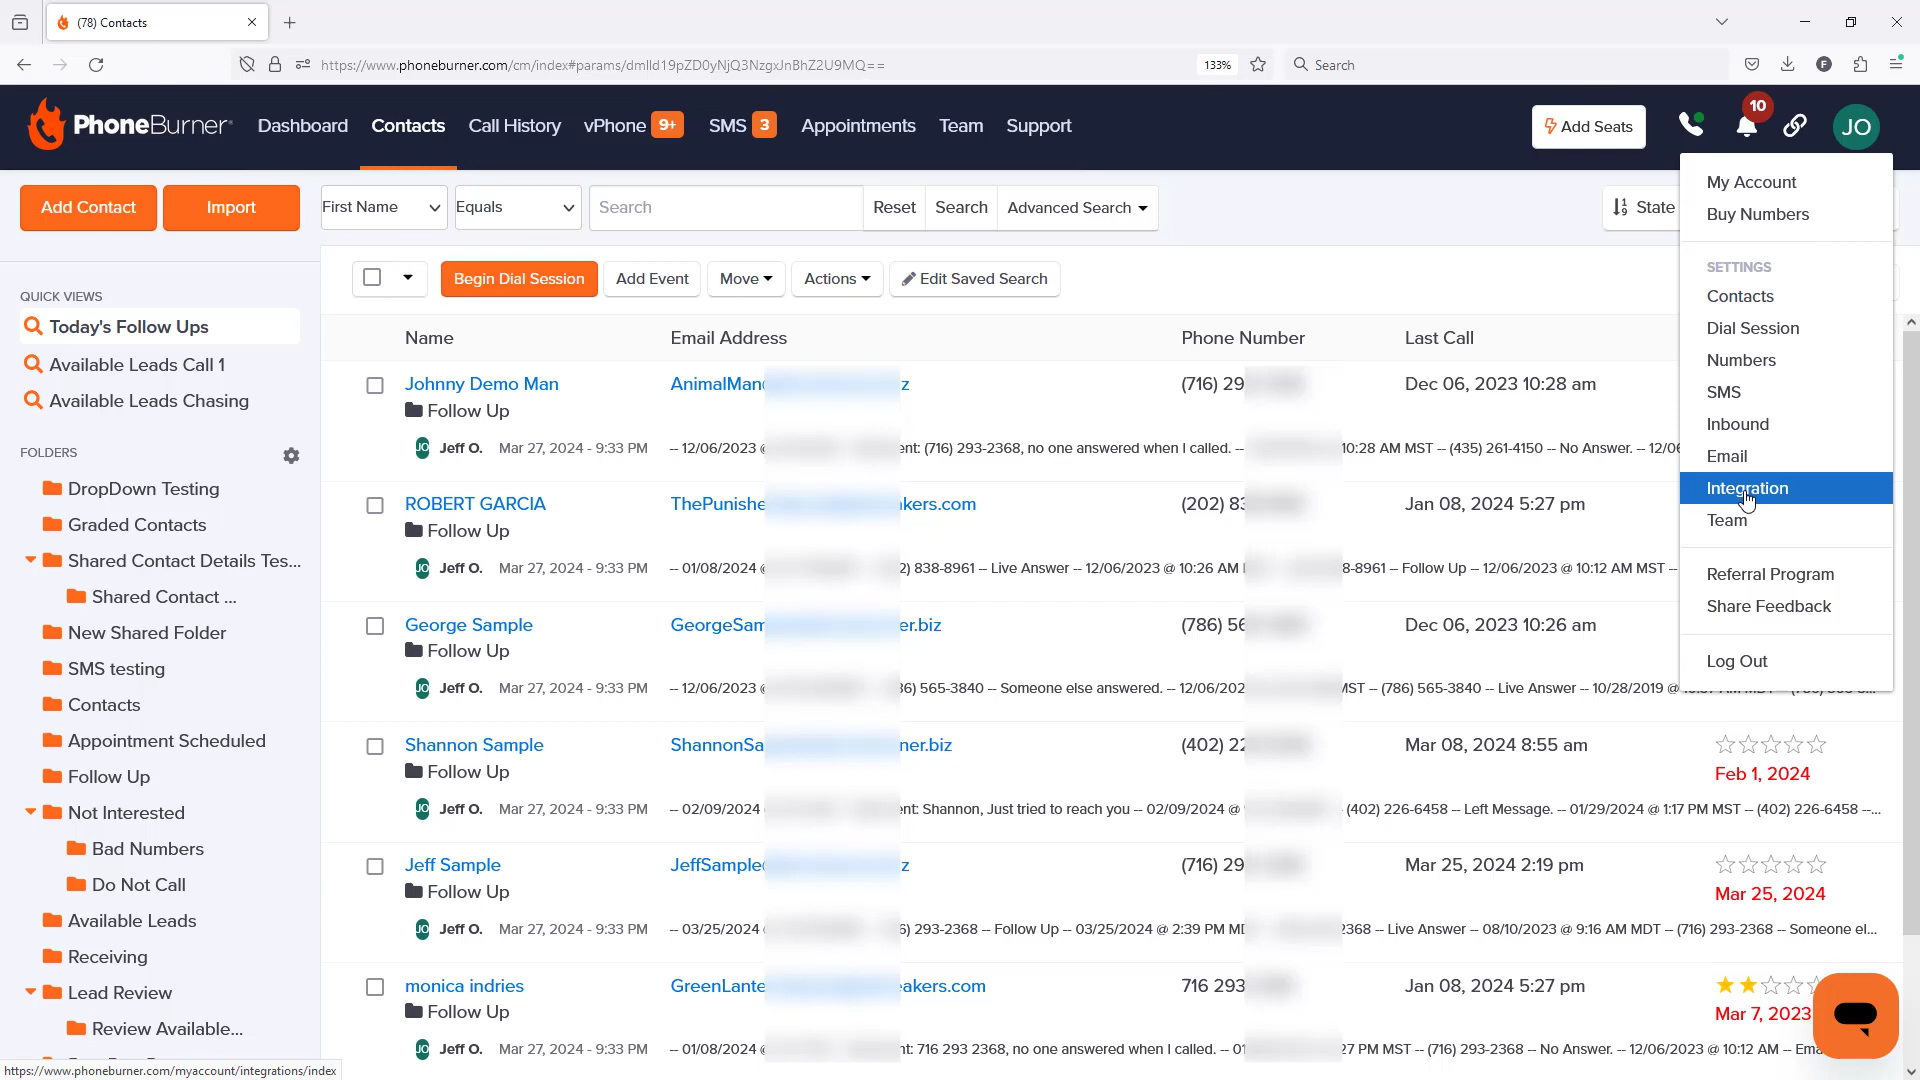 (78) Contacts
https://www.phoneburner.com/cm/index#params/dmlld19pZD0yNjQ3NzgxJnBhZ2U9MQ==
133%
Search
F
PhoneBurner
Dashboard
Contacts
Call History
vPhone 9+
SMS 3
Appointments
Team
Support
Add Seats
10
JO
Add Contact
Import
First Name
Equals
Search
Reset
Search
Advanced Search
State
My Account
Buy Numbers
SETTINGS
Contacts
Dial Session
Numbers
SMS
Inbound
Email
Integration
Team
Referral Program
Share Feedback
Log Out
QUICK VIEWS
Today's Follow Ups
Available Leads Call 1
Available Leads Chasing
FOLDERS
DropDown Testing
Graded Contacts
Shared Contact Details Tes...
Shared Contact ...
New Shared Folder
SMS testing
Contacts
Appointment Scheduled
Follow Up
Not Interested
Bad Numbers
Do Not Call
Available Leads
Receiving
Lead Review
Review Available...
Begin Dial Session
Add Event
Move
Actions
Edit Saved Search
Name Email Address Phone Number Last Call
Johnny Demo Man AnimalMan z (716) 29 Dec 06, 2023 10:28 am
Follow Up
JO Jeff O. Mar 27, 2024 - 9:33 PM -- 12/06/2023 @ ent: (716) 293-2368, no one answered when I called. -- 10:28 AM MST -- (435) 261-4150 -- No Answer. -- 12/06
ROBERT GARCIA ThePunishe kers.com (202) 83 Jan 08, 2024 5:27 pm
Follow Up
JO Jeff O. Mar 27, 2024 - 9:33 PM -- 01/08/2024 @ 2) 838-8961 -- Live Answer -- 12/06/2023 @ 10:26 AM 8-8961 -- Follow Up -- 12/06/2023 @ 10:12 AM MST --
George Sample GeorgeSam er.biz (786) 56 Dec 06, 2023 10:26 am
Follow Up
JO Jeff O. Mar 27, 2024 - 9:33 PM -- 12/06/2023 @ 36) 565-3840 -- Someone else answered. -- 12/06/202 MST -- (786) 565-3840 -- Live Answer -- 10/28/2019 @
Shannon Sample ShannonSa ner.biz (402) 22 Mar 08, 2024 8:55 am
Follow Up Feb 1, 2024
JO Jeff O. Mar 27, 2024 - 9:33 PM -- 02/09/2024 ent: Shannon, Just tried to reach you -- 02/09/2024 @ (402) 226-6458 -- Left Message. -- 01/29/2024 @ 1:17 PM MST -- (402) 226-6458 --...
Jeff Sample JeffSample z (716) 29 Mar 25, 2024 2:19 pm
Follow Up Mar 25, 2024
JO Jeff O. Mar 27, 2024 - 9:33 PM -- 03/25/2024 6) 293-2368 -- Follow Up -- 03/25/2024 @ 2:39 PM MD 2368 -- Live Answer -- 08/10/2023 @ 9:16 AM MDT -- (716) 293-2368 -- Someone el...
monica indries GreenLante akers.com 716 293 Jan 08, 2024 5:27 pm
Follow Up Mar 7, 2023
JO Jeff O. Mar 27, 2024 - 9:33 PM -- 01/08/2024 @ nt: 716 293 2368, no one answered when I called. -- 01 27 PM MST -- (716) 293-2368 -- No Answer. -- 12/06/2023 @ 10:12 AM -- Ema
https://www.phoneburner.com/myaccount/integrations/index